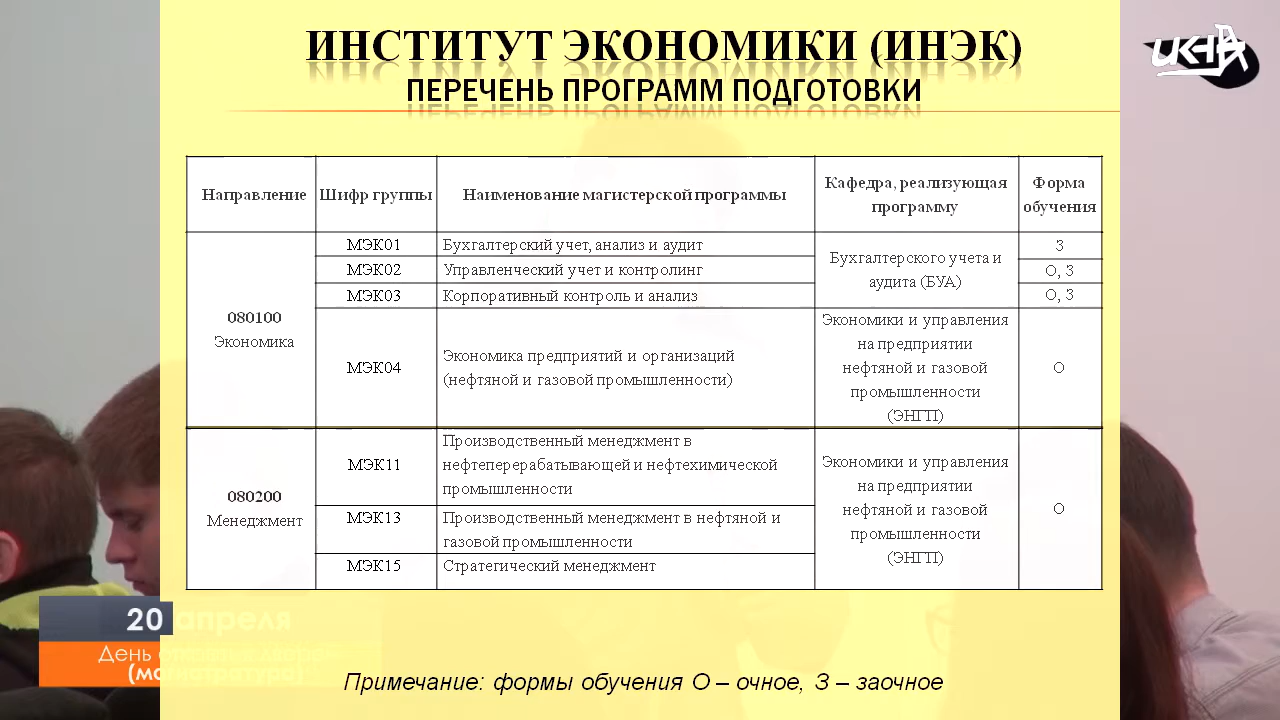 ИНСТИТУТ ЭКОНОМИКИ (ИНЭК)
ПЕРЕЧЕНЬ ПРОГРАММ ПОДГОТОВКИ
ИСНД
Направление
Шифр группы
Наименование магистерской программы
Кафедра, реализующая
программу
Форма
обучения
080100
Экономика
МЭК01
Бухгалтерский учет, анализ и аудит
Бухгалтерского учета и
аудита (БУА)
З
МЭК02
Управленческий учет и контролинг
О, З
МЭК03
Корпоративный контроль и анализ
О, З
МЭК04
Экономика предприятий и организаций
(нефтяной и газовой промышленности)
Экономики и управления
на предприятии
нефтяной и газовой
промышленности
(ЭНГП)
О
080200
Менеджмент
МЭК11
Производственный менеджмент в
нефтеперерабатывающей и нефтехимической
промышленности
Экономики и управления
на предприятии
нефтяной и газовой
промышленности
(ЭНГП)
О
МЭК13
Производственный менеджмент в нефтяной и
газовой промышленности
МЭК15
Стратегический менеджмент
20 апреля
День открытых дверей
(магистратура)
Примечание: формы обучения О – очное, З – заочное